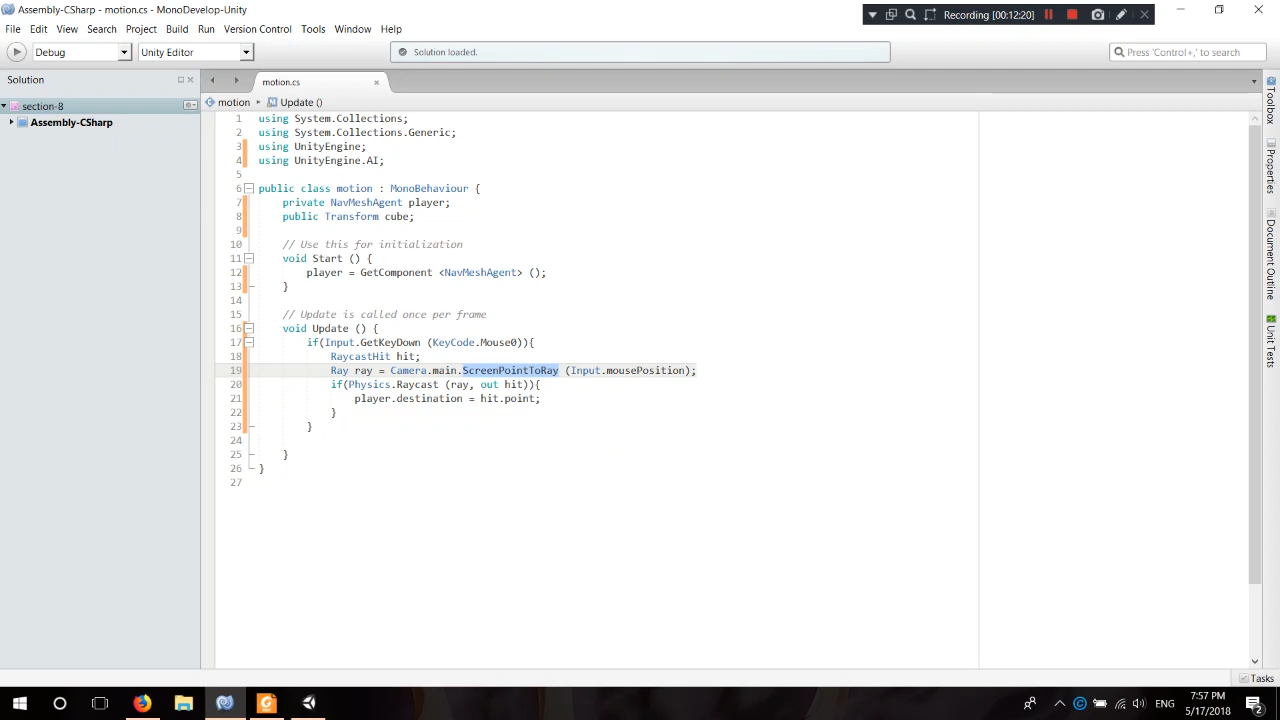 Assembly-CSharp - motion.cs - MonoDevelop-Unity
Recording [00:12:20]
File Edit View Search Project Build Run Version Control Tools Window Help
Debug Unity Editor Solution loaded. Press 'Control+,' to search
Solution motion.cs
motion Update ()
section-8
Assembly-CSharp
1 using System.Collections;
2 using System.Collections.Generic;
3 using UnityEngine;
4 using UnityEngine.AI;
5
6 public class motion : MonoBehaviour {
7 private NavMeshAgent player;
8 public Transform cube;
9
10 // Use this for initialization
11 void Start () {
12 player = GetComponent <NavMeshAgent> ();
13 }
14
15 // Update is called once per frame
16 void Update () {
17 if(Input.GetKeyDown (KeyCode.Mouse0)){
18 RaycastHit hit;
19 Ray ray = Camera.main.ScreenPointToRay (Input.mousePosition);
20 if(Physics.Raycast (ray, out hit)){
21 player.destination = hit.point;
22 }
23 }
24
25 }
26 }
27
Toolbox
Properties
Document Outline
Unit Tests
Tasks
ENG
7:57 PM
5/17/2018
2